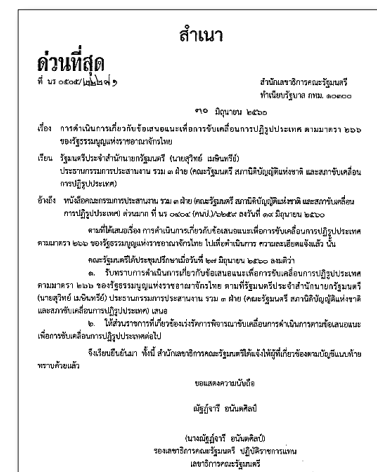 สำเนา
ด่วนที่สุด
ที่ นร ๐๕๐๕/
สำนักเลขาธิการคณะรัฐมนตรี
ทำเนียบรัฐบาล กทม. ๑๐๓๐๐
๓๐ มิถุนายน ๒๕๖๐
เรื่อง การดำเนินการเกี่ยวกับข้อเสนอแนะเพื่อการขับเคลื่อนการปฏิรูปประเทศ ตามมาตรา ๒๖๖
ของรัฐธรรมนูญแห่งราชอาณาจักรไทย
เรียน รัฐมนตรีประจำสำนักนายกรัฐมนตรี (นายสุวิทย์ เมษินทรีย์)
ประธานกรรมการประสานงาน รวม ๓ ฝ่าย (คณะรัฐมนตรี สภานิติบัญญัติแห่งชาติ และสภาขับเคลื่อน
การปฏิรูปประเทศ)
อ้างถึง หนังสือคณะกรรมการประสานงาน รวม ๓ ฝ่าย (คณะรัฐมนตรี สภานิติบัญญัติแห่งชาติ และสภาขับเคลื่อน
การปฏิรูปประเทศ) ด่วนมาก ที่ นร มิถุนายน ๒๕๖๐
ตามที่ได้เสนอเรื่อง การดำเนินการเกี่ยวกับข้อเสนอแนะเพื่อการขับเคลื่อนการปฏิรูปประเทศ
ตามมาตรา ๒๖๖ ของรัฐธรรมนูญแห่งราชอาณาจักรไทย ไปเพื่อดำเนินการ ความละเอียดแจ้งแล้ว นั้น
คณะรัฐมนตรีได้ประชุมปรึกษาเมื่อวันที่ ๒๗ มิถุนายน ๒๕๖๐ ลงมติว่า
๑. รับทราบการดำเนินการเกี่ยวกับข้อเสนอแนะเพื่อการขับเคลื่อนการปฏิรูปประเทศ
ตามมาตรา ๒๖๖ ของรัฐธรรมนูญแห่งราชอาณาจักรไทย ตามที่รัฐมนตรีประจำสำนักนายกรัฐมนตรี
(นายสุวิทย์ เมษินทรีย์) ประธานกรรมการประสานงาน รวม ๓ ฝ่าย (คณะรัฐมนตรี สภานิติบัญญัติแห่งชาติ
และสภาขับเคลื่อนการปฏิรูปประเทศ) เสนอ
๒. ให้ส่วนราชการที่เกี่ยวข้องเร่งรัดการพิจารณาขับเคลื่อนการดำเนินการตามข้อเสนอแนะ
เพื่อการขับเคลื่อนการปฏิรูปประเทศต่อไป
จึงเรียนยืนยันมา ทั้งนี้ สำนักเลขาธิการคณะรัฐมนตรีได้แจ้งให้ผู้ที่เกี่ยวข้องตามบัญชีแนบท้าย
ทราบด้วยแล้ว
ขอแสดงความนับถือ
ณัฐฏ์จารี อนันตศิลป์
(นางณัฐฏ์จารี อนันตศิลป์)
รองเลขาธิการคณะรัฐมนตรี ปฏิบัติราชการแทน
เลขาธิการคณะรัฐมนตรี